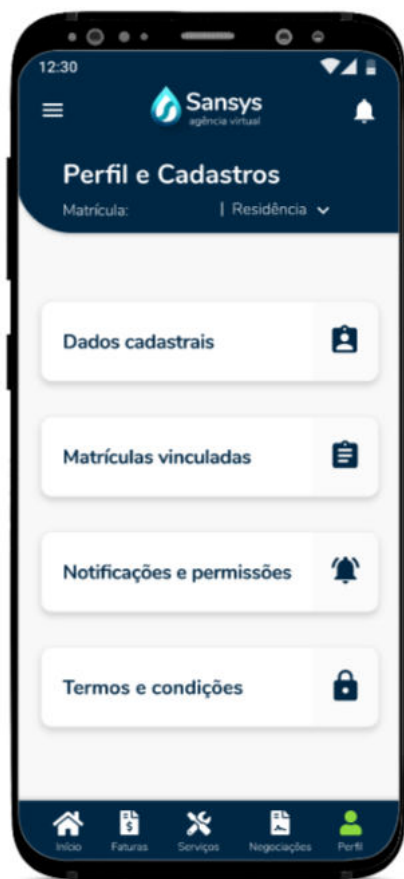 12:30
Sansys
agência virtual
Perfil e Cadastros
Matrícula: | Residência
Dados cadastrais
Matrículas vinculadas
Notificações e permissões
Termos e condições
Início Faturas Serviços Negociações Perfil